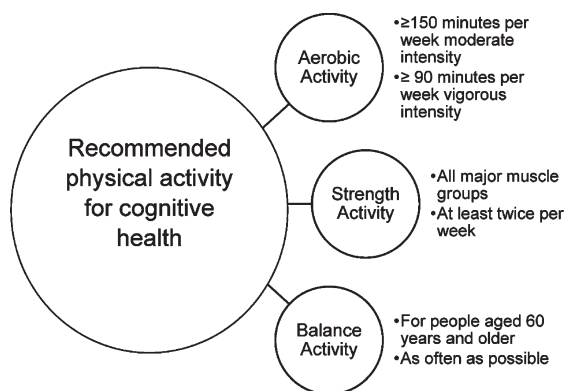 Recommended
physical activity
for cognitive
health
Aerobic
Activity
•≥150 minutes per
week moderate
intensity
•≥ 90 minutes per
week vigorous
intensity
Strength
Activity
•All major muscle
groups
•At least twice per
week
Balance
Activity
•For people aged 60
years and older
•As often as possible